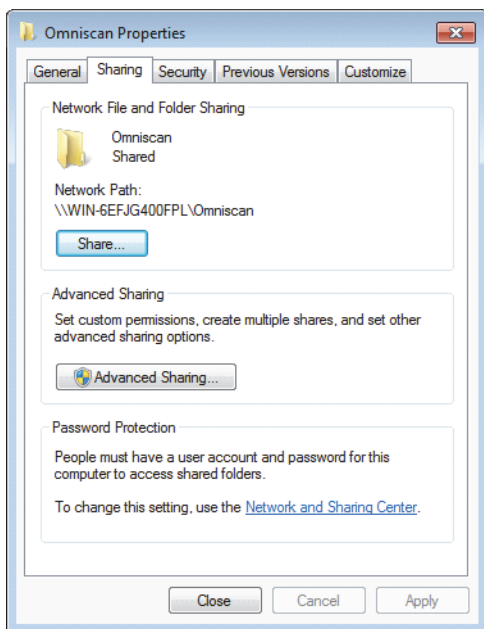 Omniscan Properties
General Sharing Security Previous Versions Customize
Network File and Folder Sharing
Omniscan
Shared
Network Path:
\\WIN-6EFJG400FPL\Omniscan
Share...
Advanced Sharing
Set custom permissions, create multiple shares, and set other
advanced sharing options.
Advanced Sharing...
Password Protection
People must have a user account and password for this
computer to access shared folders.
To change this setting, use the Network and Sharing Center.
Close Cancel Apply